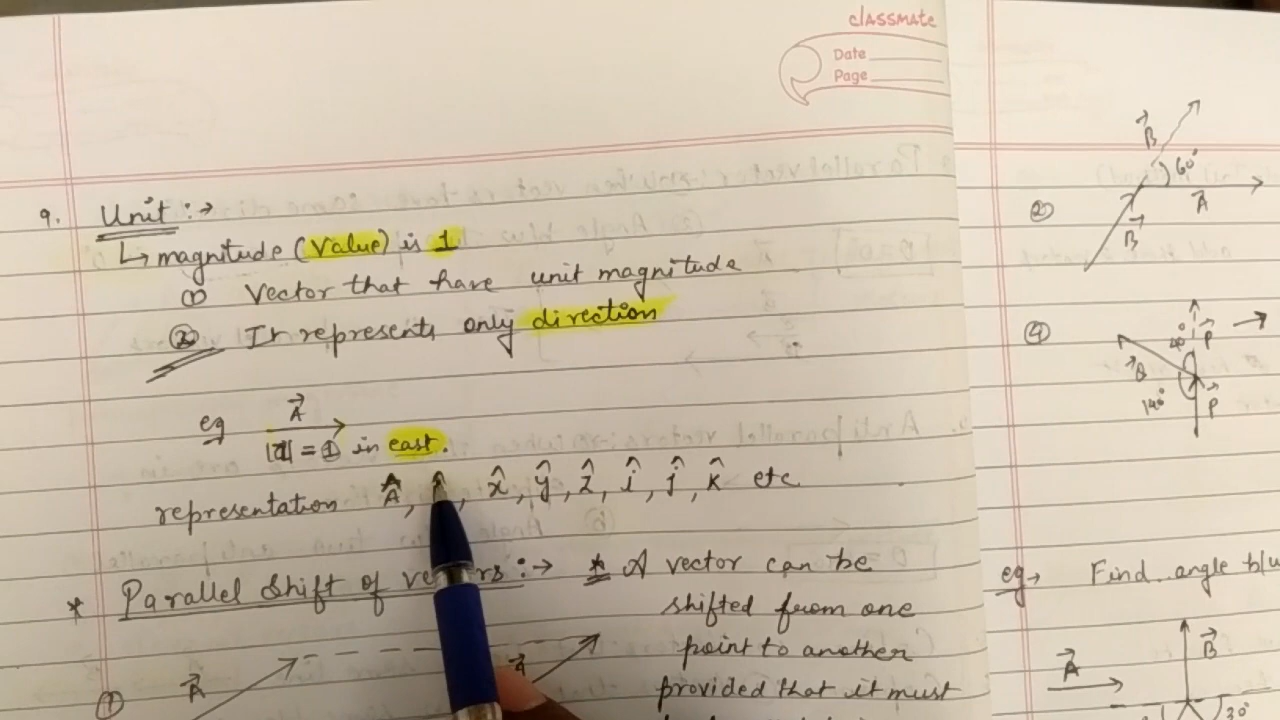 classmate
Date
Page
9. Unit :→
↳ magnitude (Value) is 1
① Vector that have unit magnitude
② It represents only direction
eg A⃗
= 1 in east.
representation Â, , x̂, ŷ, ẑ, î, ĵ, k̂ etc
* Parallel shift of :→ * A vector can be
shifted from one
point to another
provided that it must
① A⃗
② B⃗ 60° A⃗
B⃗
④ 40° P⃗
Q⃗
140° P⃗
eg→ Find angle b/w
A⃗ B⃗
30°